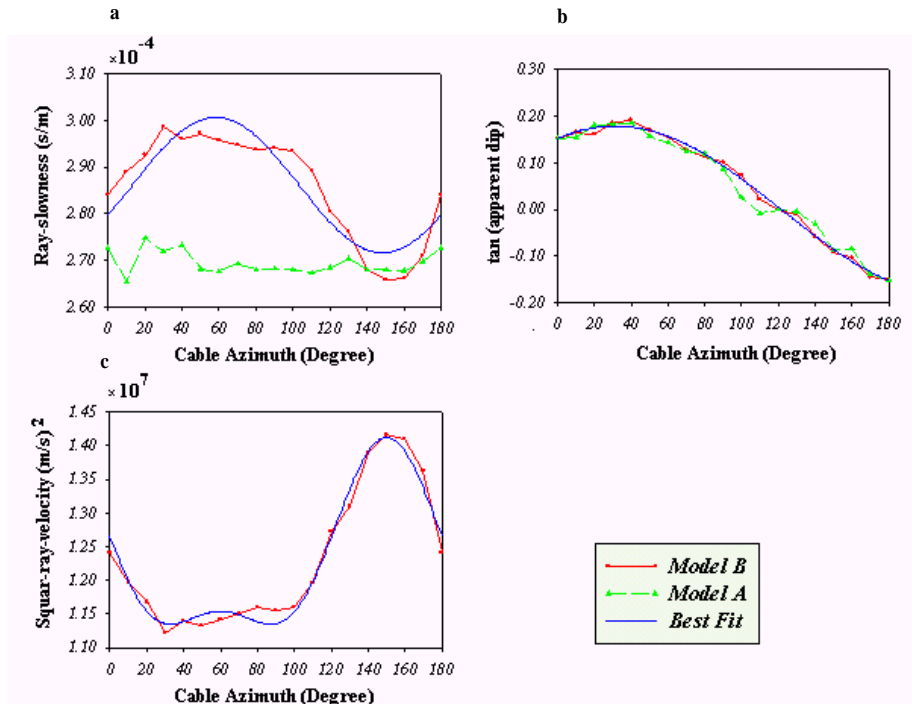 a
b
×10⁻⁴
3.10
3.00
2.90
2.80
2.70
2.60
Ray-slowness (s/m)
0 20 40 60 80 100 120 140 160 180
Cable Azimuth (Degree)
0.30
0.20
0.10
0.00
-0.10
-0.20
tan (apparent dip)
0 20 40 60 80 100 120 140 160 180
Cable Azimuth (Degree)
c
×10⁷
1.45
1.40
1.35
1.30
1.25
1.20
1.15
1.10
Squar-ray-velocity (m/s)²
0 20 40 60 80 100 120 140 160 180
Cable Azimuth (Degree)
Model B
Model A
Best Fit